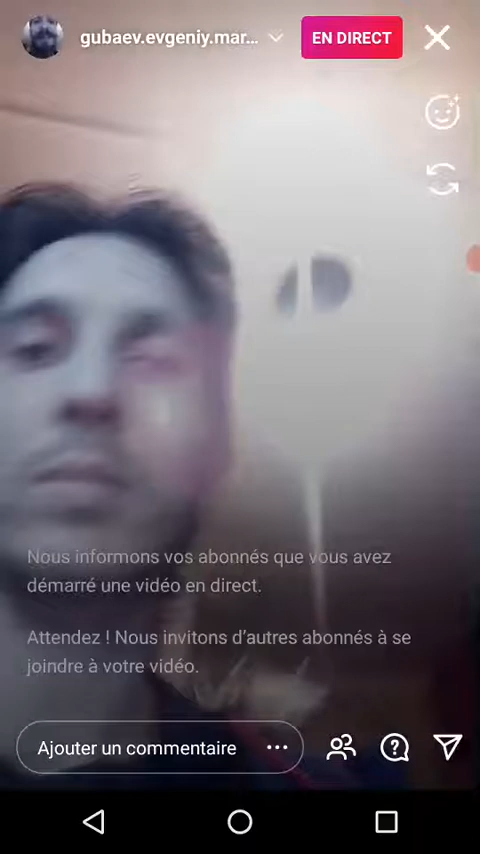 gubaev.evgeniy.mar...
EN DIRECT
Nous informons vos abonnés que vous avez
démarré une vidéo en direct.
Attendez ! Nous invitons d’autres abonnés à se
joindre à votre vidéo.
Ajouter un commentaire